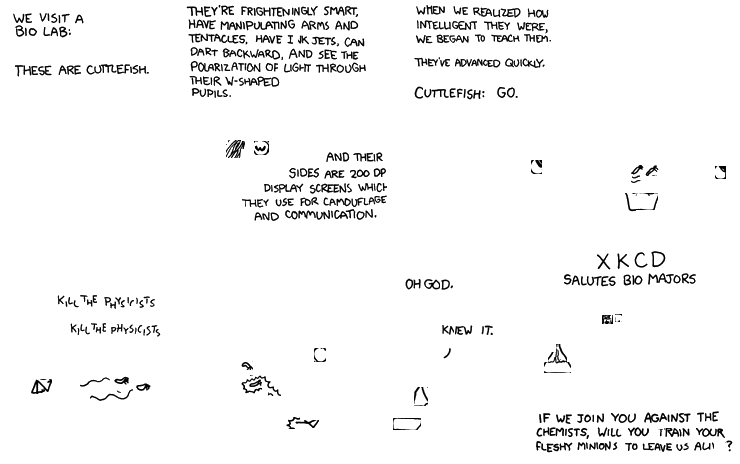 WE VISIT A
BIO LAB:
THESE ARE CUTTLEFISH.
THEY'RE FRIGHTENINGLY SMART,
HAVE MANIPULATING ARMS AND
TENTACLES, HAVE JETS, CAN
DART BACKWARD, AND SEE THE
POLARIZATION OF LIGHT THROUGH
THEIR W-SHAPED
PUPILS.
AND THEIR
SIDES ARE 200 DP
DISPLAY SCREENS WHICH
THEY USE FOR CAMOUFLAGE
AND COMMUNICATION.
WHEN WE REALIZED HOW
INTELLIGENT THEY WERE,
WE BEGAN TO TEACH THEM.
THEY'VE ADVANCED QUICKLY.
CUTTLEFISH: GO.
KILL THE PHYSICISTS
KILL THE PHYSICISTS
OH GOD.
KNEW IT.
XKCD
SALUTES BIO MAJORS
IF WE JOIN YOU AGAINST THE
CHEMISTS, WILL YOU TRAIN YOUR
FLESHY MINIONS TO LEAVE US ?